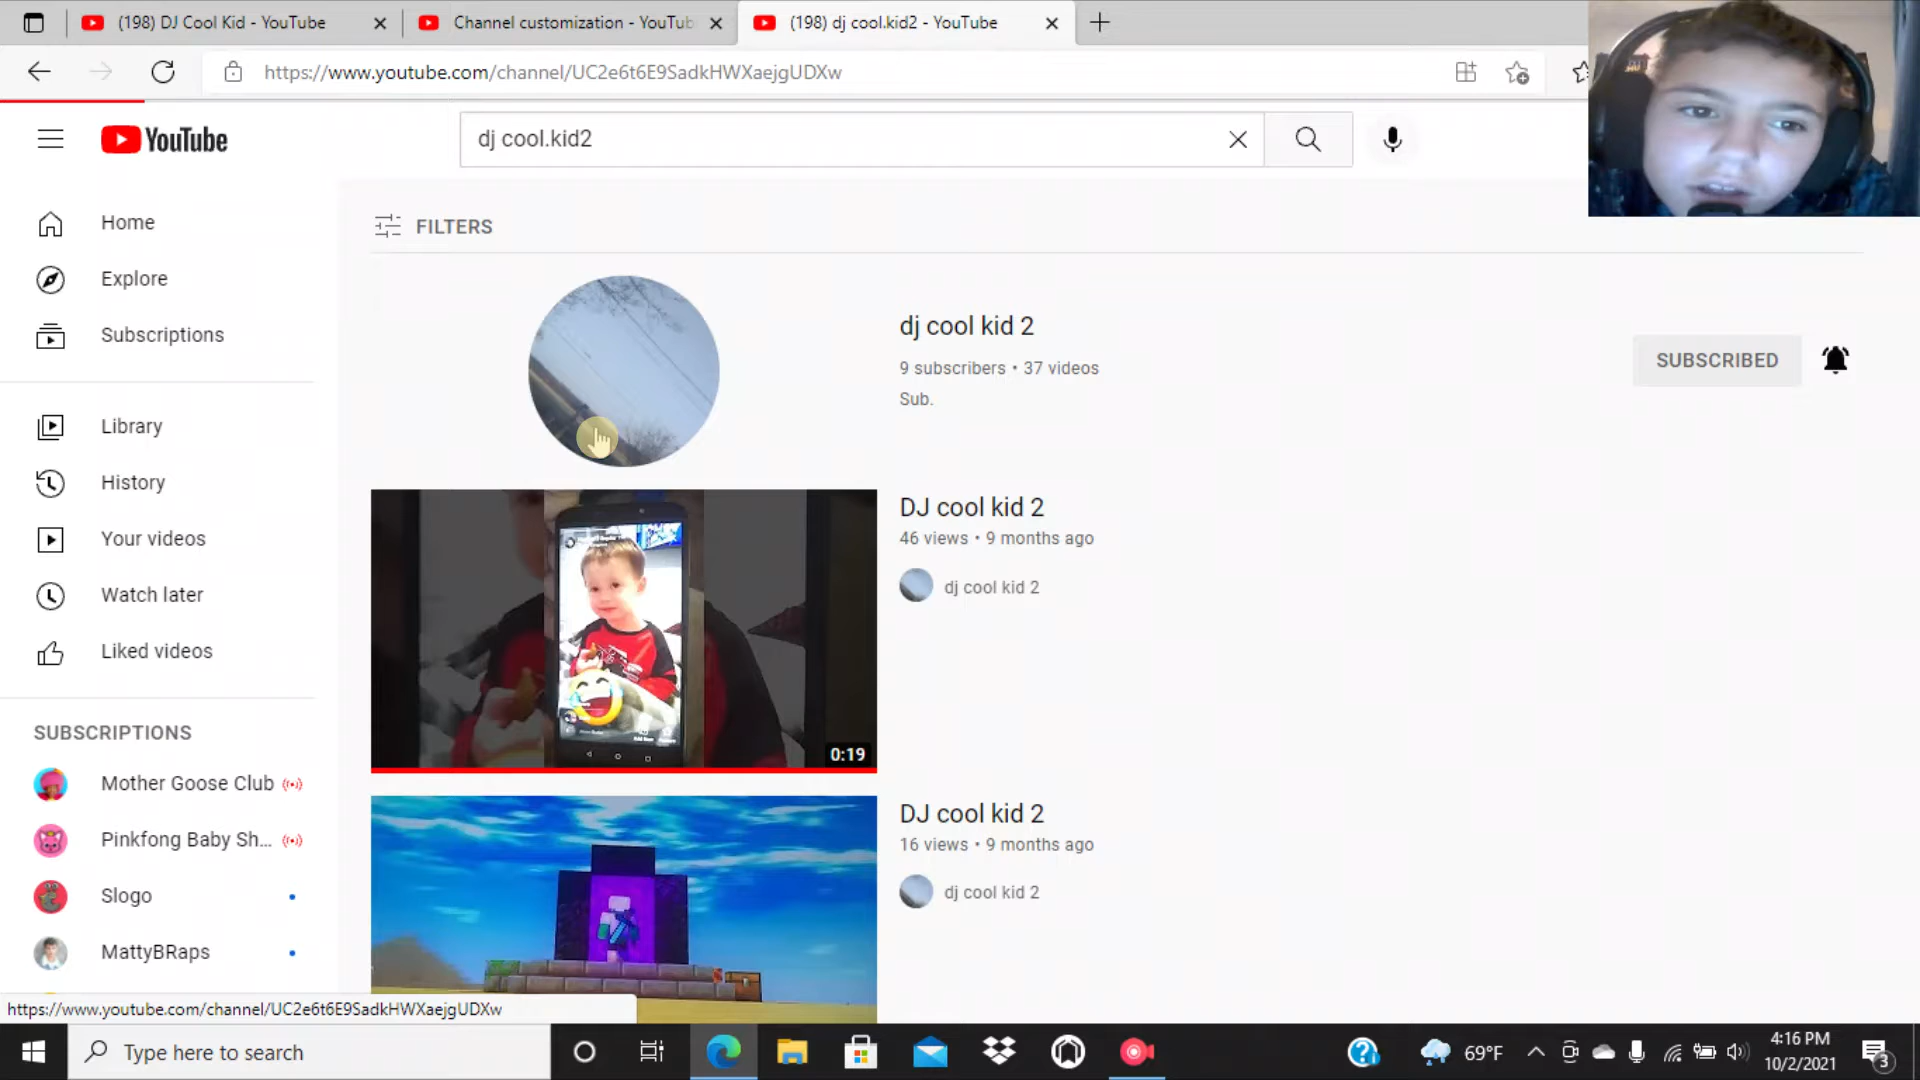 (198) DJ Cool Kid - YouTube
Channel customization - YouTub
(198) dj cool.kid2 - YouTube
https://www.youtube.com/channel/UC2e6t6E9SadkHWXaejgUDXw
YouTube
dj cool.kid2
Home
Explore
Subscriptions
Library
History
Your videos
Watch later
Liked videos
SUBSCRIPTIONS
Mother Goose Club
Pinkfong Baby Sh...
Slogo
MattyBRaps
FILTERS
dj cool kid 2
9 subscribers • 37 videos
Sub.
SUBSCRIBED
DJ cool kid 2
46 views • 9 months ago
dj cool kid 2
0:19
DJ cool kid 2
16 views • 9 months ago
dj cool kid 2
https://www.youtube.com/channel/UC2e6t6E9SadkHWXaejgUDXw
Type here to search
69°F
4:16 PM
10/2/2021
3